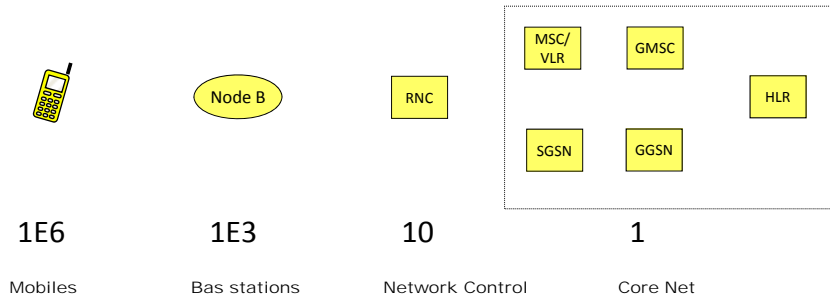 MSC/
VLR
GMSC
Node B
RNC
HLR
SGSN
GGSN
1E6
1E3
10
1
Mobiles
Bas stations
Network Control
Core Net